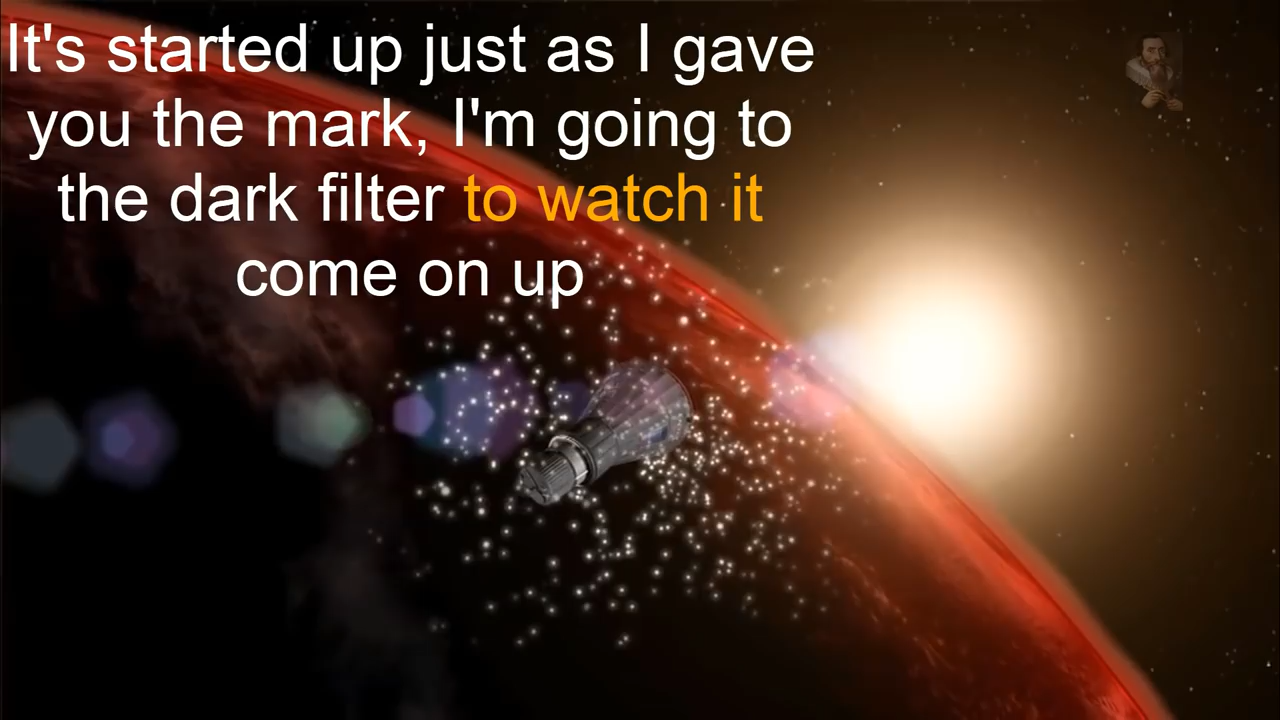 It's started up just as I gave
you the mark, I'm going to
the dark filter to watch it
come on up